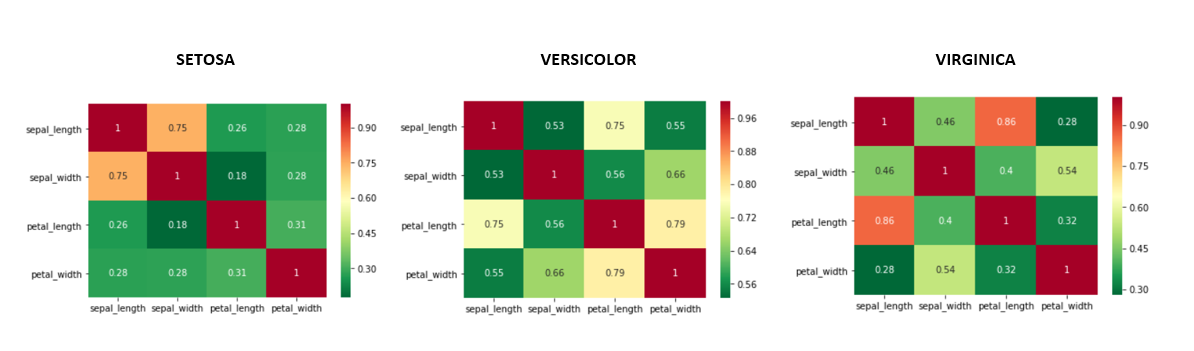 SETOSA
sepal_length 1 0.75 0.26 0.28
sepal_width 0.75 1 0.18 0.28
petal_length 0.26 0.18 1 0.31
petal_width 0.28 0.28 0.31 1
sepal_length sepal_width petal_length petal_width
0.90
0.75
0.60
0.45
0.30
VERSICOLOR
sepal_length 1 0.53 0.75 0.55
sepal_width 0.53 1 0.56 0.66
petal_length 0.75 0.56 1 0.79
petal_width 0.55 0.66 0.79 1
sepal_length sepal_width petal_length petal_width
0.96
0.88
0.80
0.72
0.64
0.56
VIRGINICA
sepal_length 1 0.46 0.86 0.28
sepal_width 0.46 1 0.4 0.54
petal_length 0.86 0.4 1 0.32
petal_width 0.28 0.54 0.32 1
sepal_length sepal_width petal_length petal_width
0.90
0.75
0.60
0.45
0.30